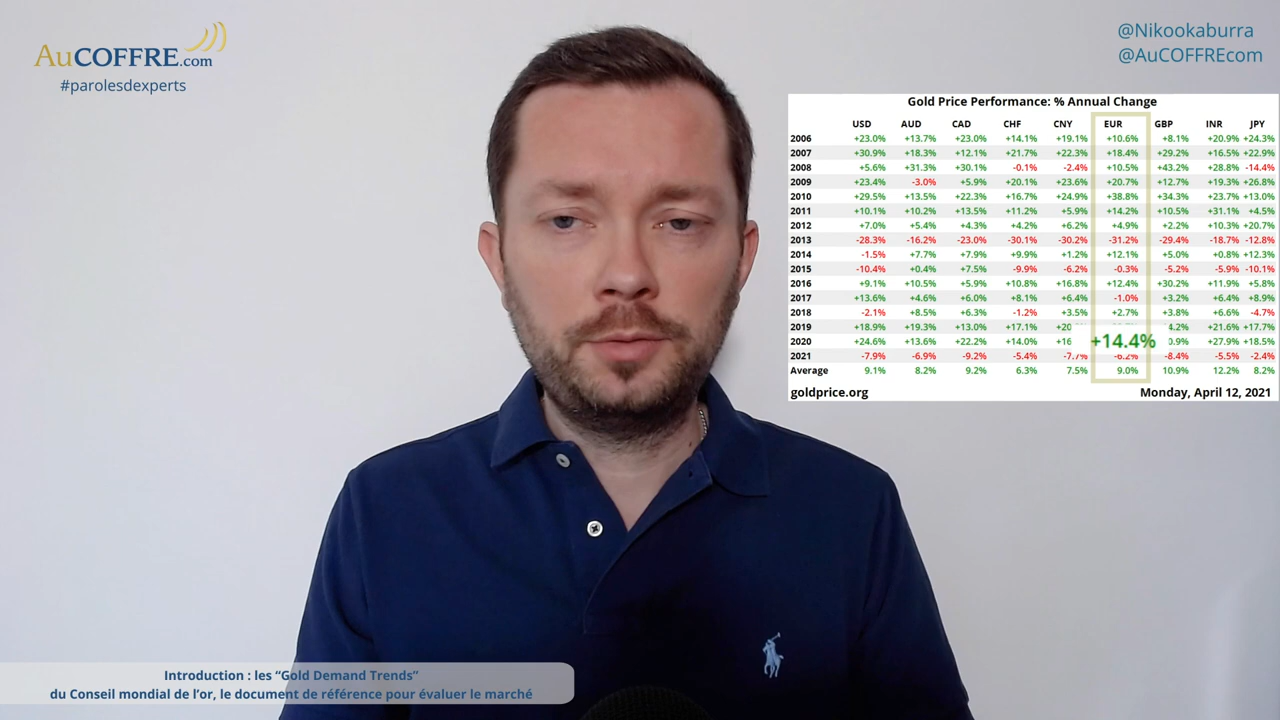 AuCOFFRE.com
#parolesdexperts
@Nikookaburra
@AuCOFFREcom
Gold Price Performance: % Annual Change
USD AUD CAD CHF CNY EUR GBP INR JPY
2006 +23.0% +13.7% +23.0% +14.1% +19.1% +10.6% +8.1% +20.9% +24.3%
2007 +30.9% +18.3% +12.1% +21.7% +22.3% +18.4% +29.2% +16.5% +22.9%
2008 +5.6% +31.3% +30.1% -0.1% -2.4% +10.5% +43.2% +28.8% -14.4%
2009 +23.4% -3.0% +5.9% +20.1% +23.6% +20.7% +12.7% +19.3% +26.8%
2010 +29.5% +13.5% +22.3% +16.7% +24.9% +38.8% +34.3% +23.7% +13.0%
2011 +10.1% +10.2% +13.5% +11.2% +5.9% +14.2% +10.5% +31.1% +4.5%
2012 +7.0% +5.4% +4.3% +4.2% +6.2% +4.9% +2.2% +10.3% +20.7%
2013 -28.3% -16.2% -23.0% -30.1% -30.2% -31.2% -29.4% -18.7% -12.8%
2014 -1.5% +7.7% +7.9% +9.9% +1.2% +12.1% +5.0% +0.8% +12.3%
2015 -10.4% +0.4% +7.5% -9.9% -6.2% -0.3% -5.2% -5.9% -10.1%
2016 +9.1% +10.5% +5.9% +10.8% +16.8% +12.4% +30.2% +11.9% +5.8%
2017 +13.6% +4.6% +6.0% +8.1% +6.4% -1.0% +3.2% +6.4% +8.9%
2018 -2.1% +8.5% +6.3% -1.2% +3.5% +2.7% +3.8% +6.6% -4.7%
2019 +18.9% +19.3% +13.0% +17.1% +21.6% +17.7%
2020 +24.6% +13.6% +22.2% +14.0% +14.4% +27.9% +18.5%
2021 -7.9% -6.9% -9.2% -5.4% -7.7% -6.2% -8.4% -5.5% -2.4%
Average 9.1% 8.2% 9.2% 6.3% 7.5% 9.0% 10.9% 12.2% 8.2%
goldprice.org Monday, April 12, 2021
Introduction : les “Gold Demand Trends”
du Conseil mondial de l’or, le document de référence pour évaluer le marché